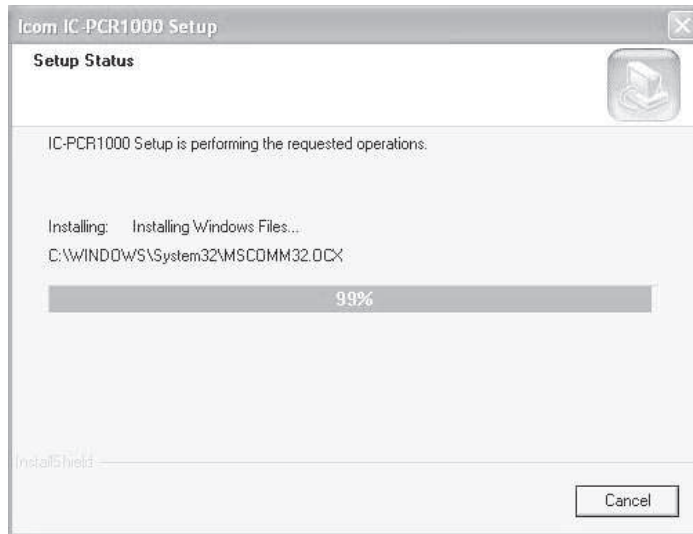 Icom IC-PCR1000 Setup
Setup Status
IC-PCR1000 Setup is performing the requested operations.
Installing: Installing Windows Files...
C:\WINDOWS\System32\MSCOMM32.OCX
99%
InstallShield
Cancel